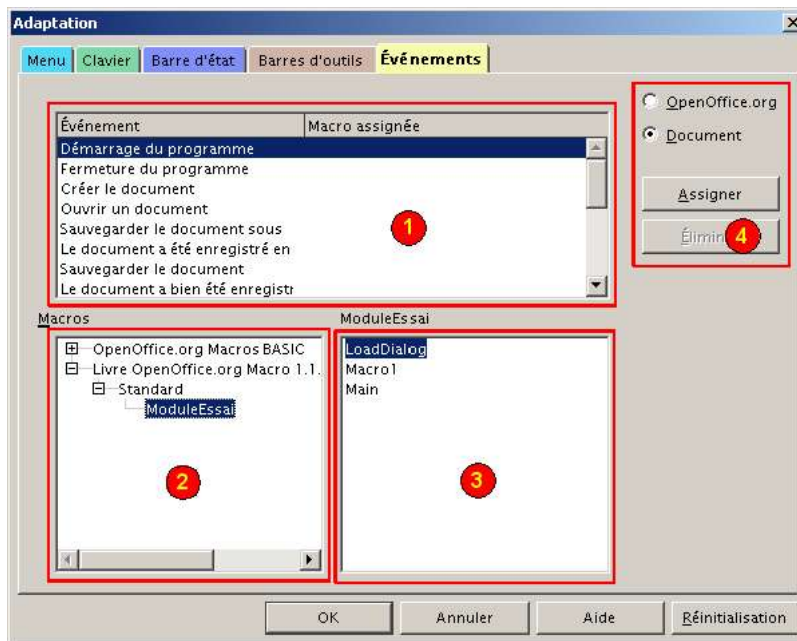 Adaptation
Menu Clavier Barre d'état Barres d'outils Événements
Événement Macro assignée
Démarrage du programme
Fermeture du programme
Créer le document
Ouvrir un document
Sauvegarder le document sous
Le document a été enregistré en
Sauvegarder le document
Le document a bien été enregistr
1
OpenOffice.org
Document
Assigner
4
Macros
OpenOffice.org Macros BASIC
Livre OpenOffice.org Macro 1.1.
Standard
ModuleEssai
2
ModuleEssai
LoadDialog
Macro1
Main
3
OK Annuler Aide Réinitialisation